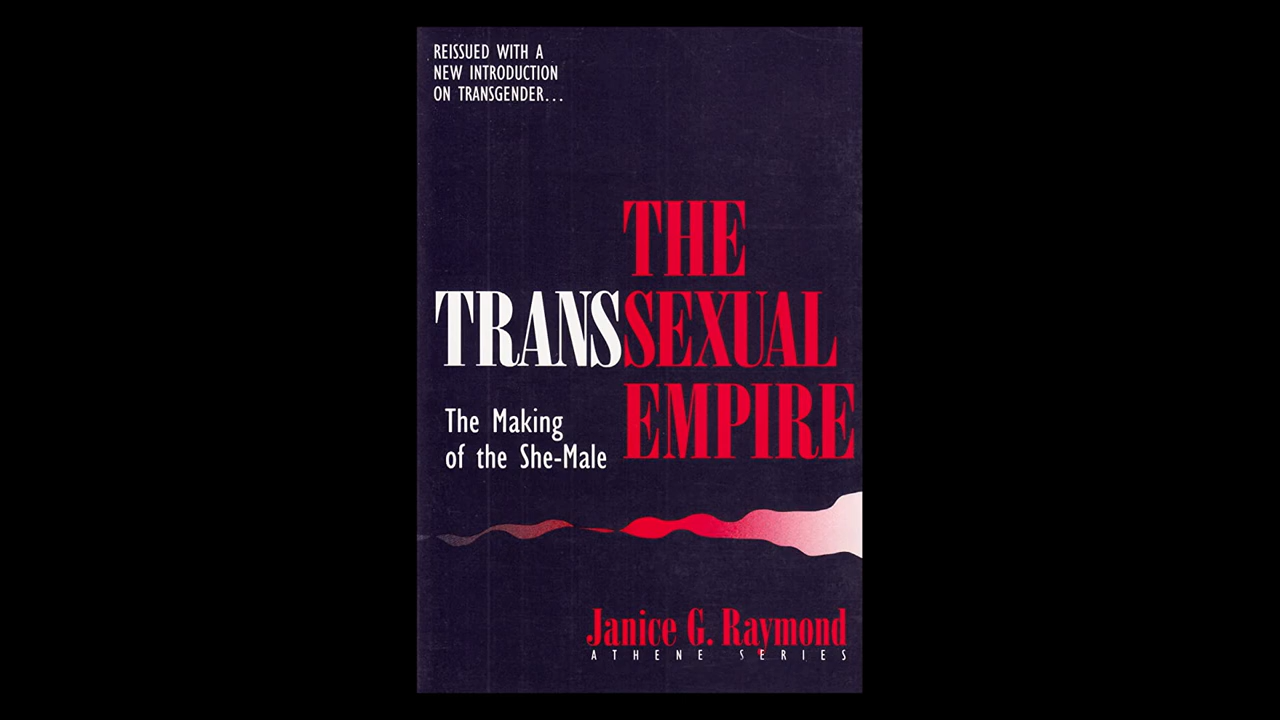 REISSUED WITH A
NEW INTRODUCTION
ON TRANSGENDER...
THE
TRANSSEXUAL
EMPIRE
The Making
of the She-Male
Janice G. Raymond
ATHENE SERIES